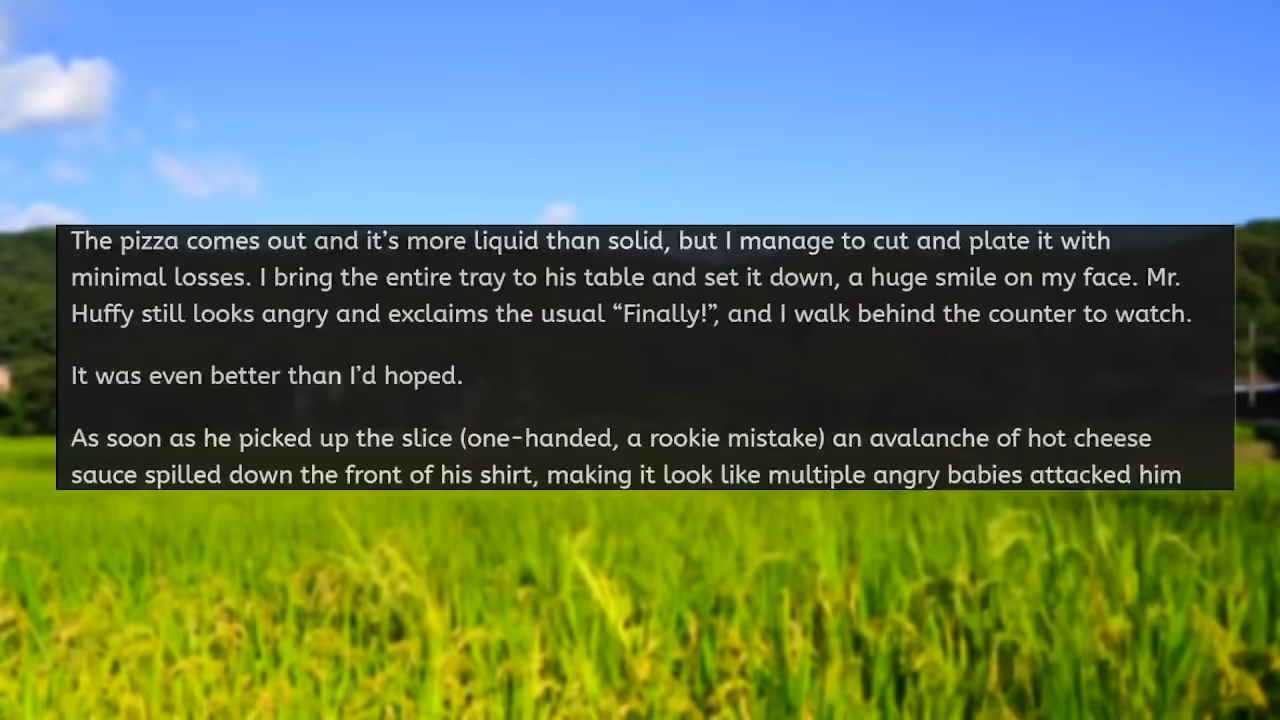 The pizza comes out and it’s more liquid than solid, but I manage to cut and plate it with
minimal losses. I bring the entire tray to his table and set it down, a huge smile on my face. Mr.
Huffy still looks angry and exclaims the usual “Finally!”, and I walk behind the counter to watch.
It was even better than I’d hoped.
As soon as he picked up the slice (one-handed, a rookie mistake) an avalanche of hot cheese
sauce spilled down the front of his shirt, making it look like multiple angry babies attacked him